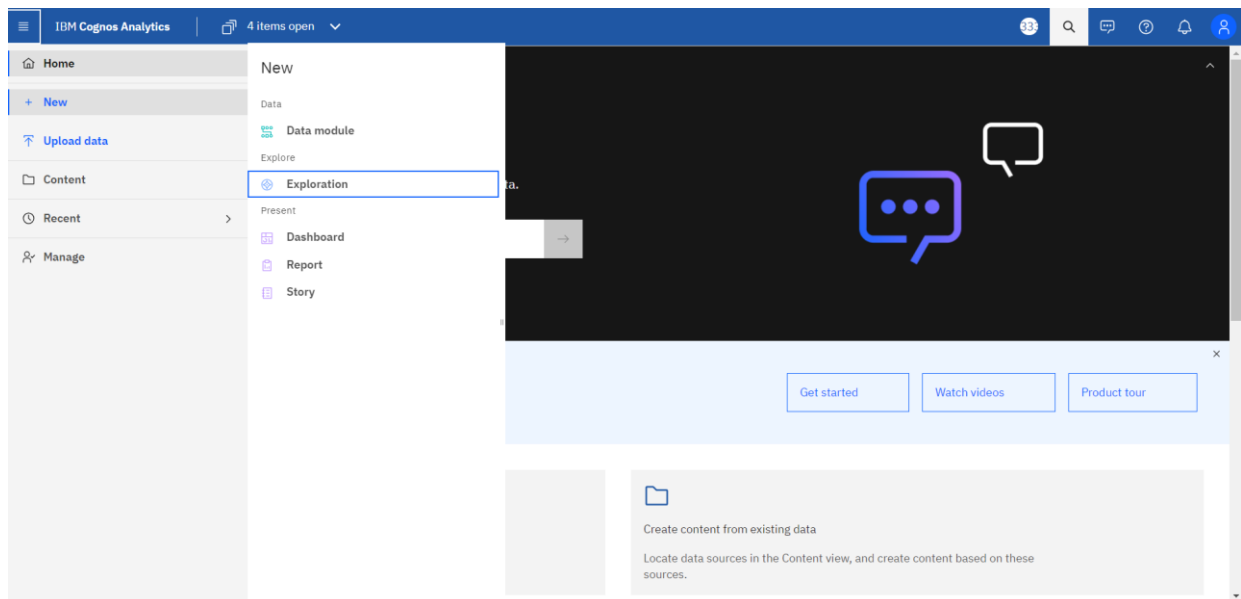 IBM Cognos Analytics
4 items open
Home
New
Upload data
Content
Recent
Manage
New
Data
Data module
Explore
Exploration
Present
Dashboard
Report
Story
ta.
Get started
Watch videos
Product tour
Create content from existing data
Locate data sources in the Content view, and create content based on these
sources.